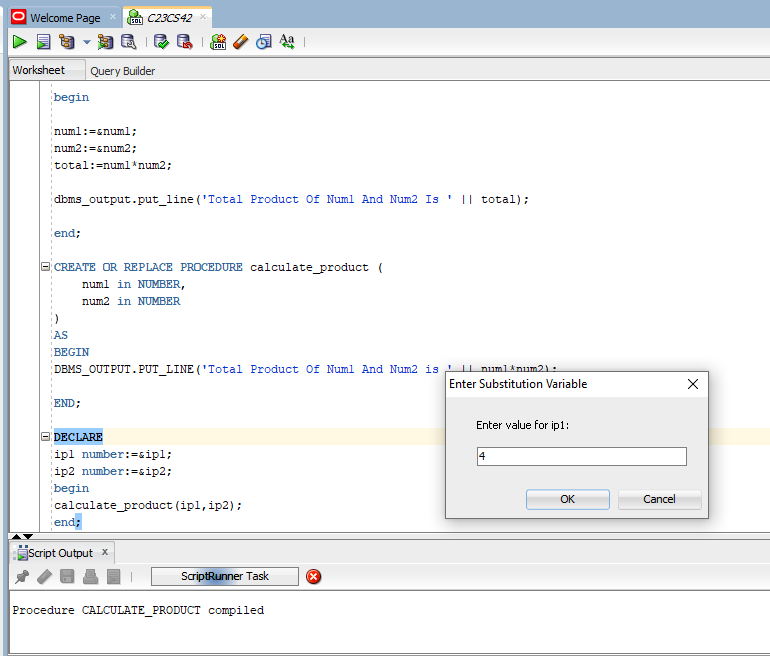 Welcome Page
C23CS42
Worksheet
Query Builder
begin
num1:=&num1;
num2:=&num2;
total:=num1*num2;
dbms_output.put_line('Total Product Of Num1 And Num2 Is ' || total);
end;
CREATE OR REPLACE PROCEDURE calculate_product (
num1 in NUMBER,
num2 in NUMBER
)
AS
BEGIN
DBMS_OUTPUT.PUT_LINE('Total Product Of Num1 And Num2 is ' || num1*num2);
END;
DECLARE
ip1 number:=&ip1;
ip2 number:=&ip2;
begin
calculate_product(ip1,ip2);
end;
Enter Substitution Variable
Enter value for ip1:
4
OK
Cancel
Script Output
ScriptRunner Task
Procedure CALCULATE_PRODUCT compiled